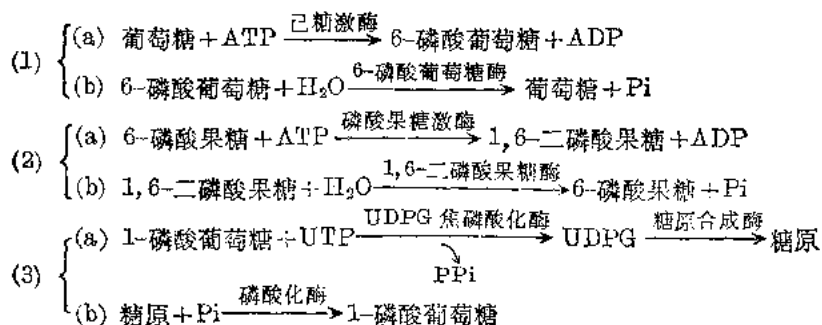 (1) (a) 葡萄糖+ATP 己糖激酶 6-磷酸葡萄糖+ADP
(b) 6-磷酸葡萄糖+H₂O 6-磷酸葡萄糖酶 葡萄糖+Pi
(2) (a) 6-磷酸果糖+ATP 磷酸果糖激酶 1,6-二磷酸果糖+ADP
(b) 1,6-二磷酸果糖+H₂O 1,6-二磷酸果糖酶 6-磷酸果糖+Pi
(3) (a) 1-磷酸葡萄糖+UTP UDPG 焦磷酸化酶 UDPG 糖原合成酶 糖原
PPi
(b) 糖原+Pi 磷酸化酶 1-磷酸葡萄糖